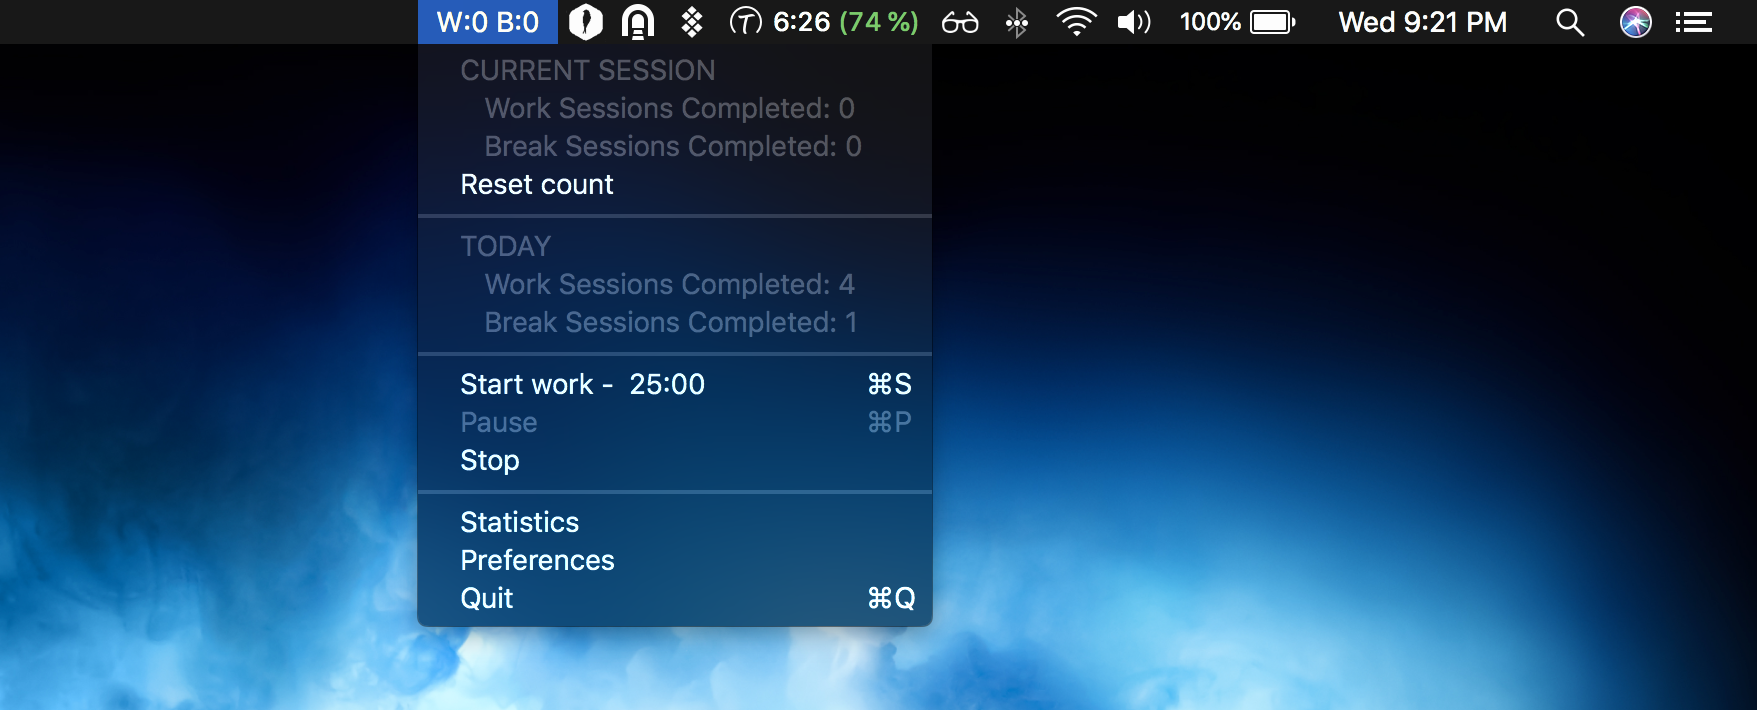 W:0 B:0 6:26 (74 %) 100% Wed 9:21 PM
CURRENT SESSION
Work Sessions Completed: 0
Break Sessions Completed: 0
Reset count
TODAY
Work Sessions Completed: 4
Break Sessions Completed: 1
Start work - 25:00 ⌘S
Pause ⌘P
Stop
Statistics
Preferences
Quit ⌘Q